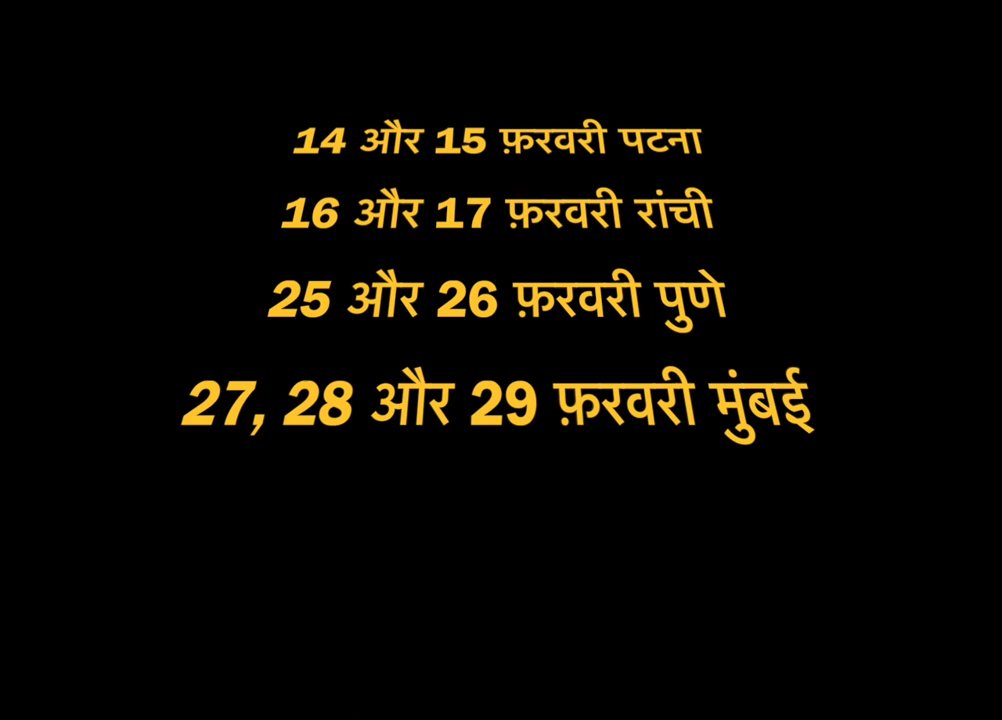 14 और 15 फ़रवरी पटना
16 और 17 फ़रवरी रांची
25 और 26 फ़रवरी पुणे
27, 28 और 29 फ़रवरी मुंबई